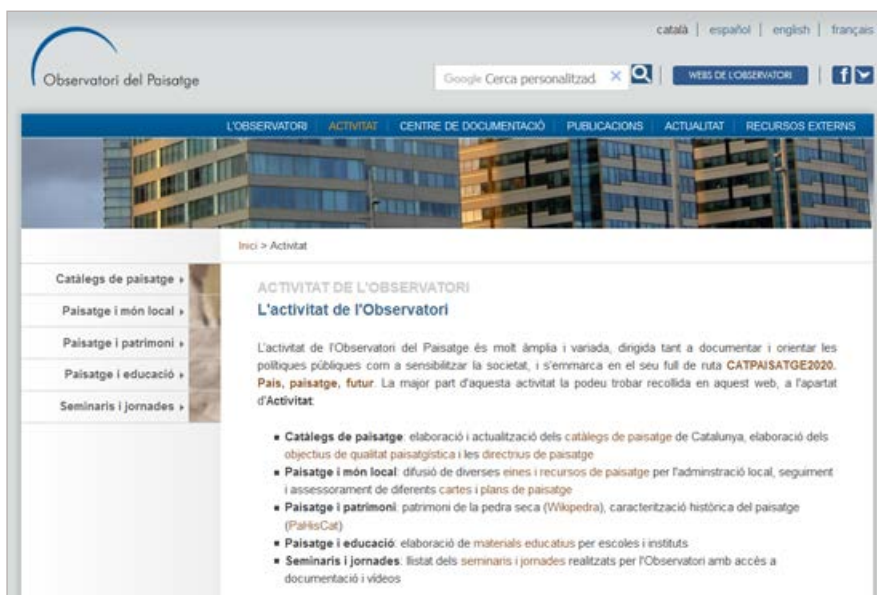 català | español | english | français
Observatori del Paisatge
Google Cerca personalitzad × | WEBS DE L'OBSERVATORI |
L'OBSERVATORI | ACTIVITAT | CENTRE DE DOCUMENTACIÓ | PUBLICACIONS | ACTUALITAT | RECURSOS EXTERNS
Inici > Activitat
Catàlegs de paisatge
Paisatge i món local
Paisatge i patrimoni
Paisatge i educació
Seminaris i jornades
ACTIVITAT DE L'OBSERVATORI
L'activitat de l'Observatori
L'activitat de l'Observatori del Paisatge és molt àmplia i variada, dirigida tant a documentar i orientar les
polítiques públiques com a sensibilitzar la societat, i s'emmarca en el seu full de ruta CATPAISATGE2020.
País, paisatge, futur. La major part d'aquesta activitat la podeu trobar recollida en aquest web, a l'apartat
d'Activitat:
▪ Catàlegs de paisatge: elaboració i actualització dels catàlegs de paisatge de Catalunya, elaboració dels
objectius de qualitat paisatgística i les directrius de paisatge
▪ Paisatge i món local: difusió de diverses eines i recursos de paisatge per l'adminstració local, seguiment
i assessorament de diferents cartes i plans de paisatge
▪ Paisatge i patrimoni: patrimoni de la pedra seca (Wikipedra), caracterització històrica del paisatge
(PaHisCat)
▪ Paisatge i educació: elaboració de materials educatius per escoles i instituts
▪ Seminaris i jornades: llistat dels seminaris i jornades realitzats per l'Observatori amb accès a
documentació i vídeos